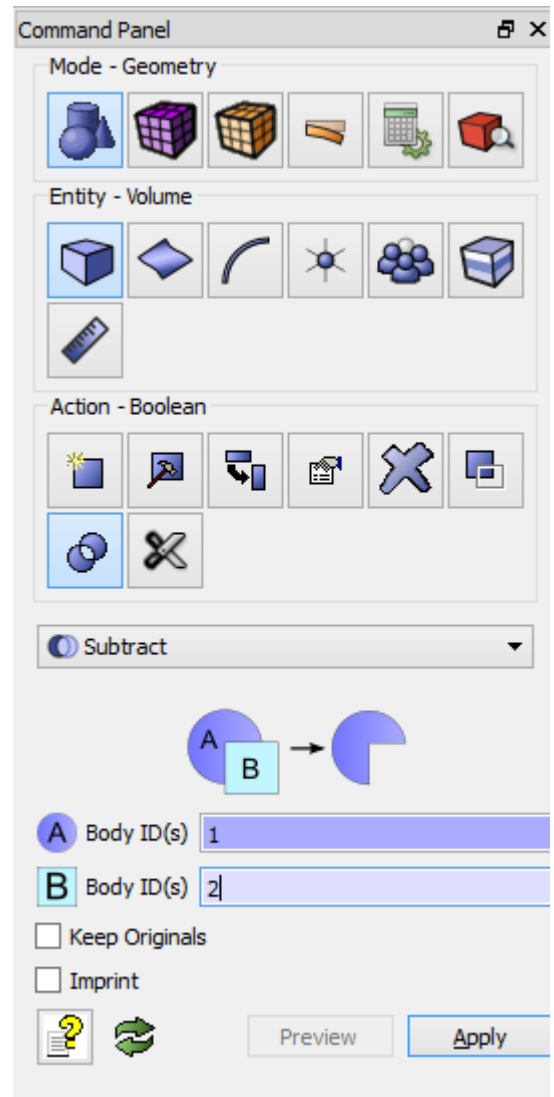 Command Panel
Mode - Geometry
Entity - Volume
Action - Boolean
Subtract
A
B
A Body ID(s) 1
B Body ID(s) 2
Keep Originals
Imprint
Preview Apply